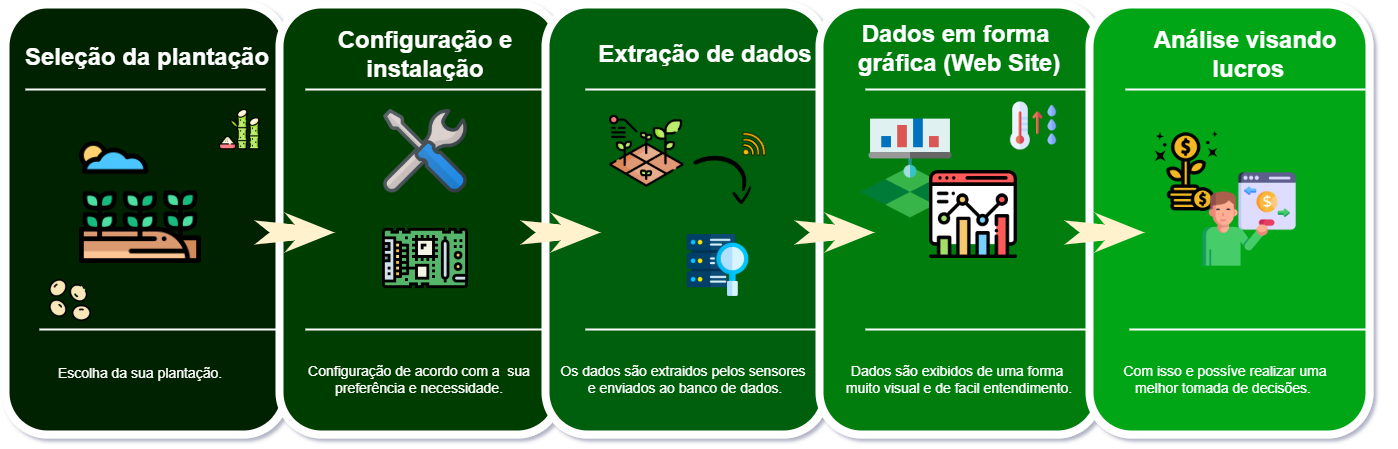 Seleção da plantação
Escolha da sua plantação.
Configuração e
instalação
Configuração de acordo com a sua
preferência e necessidade.
Extração de dados
Os dados são extraidos pelos sensores
e enviados ao banco de dados.
Dados em forma
gráfica (Web Site)
Dados são exibidos de uma forma
muito visual e de facil entendimento.
Análise visando
lucros
Com isso e possíve realizar uma
melhor tomada de decisões.